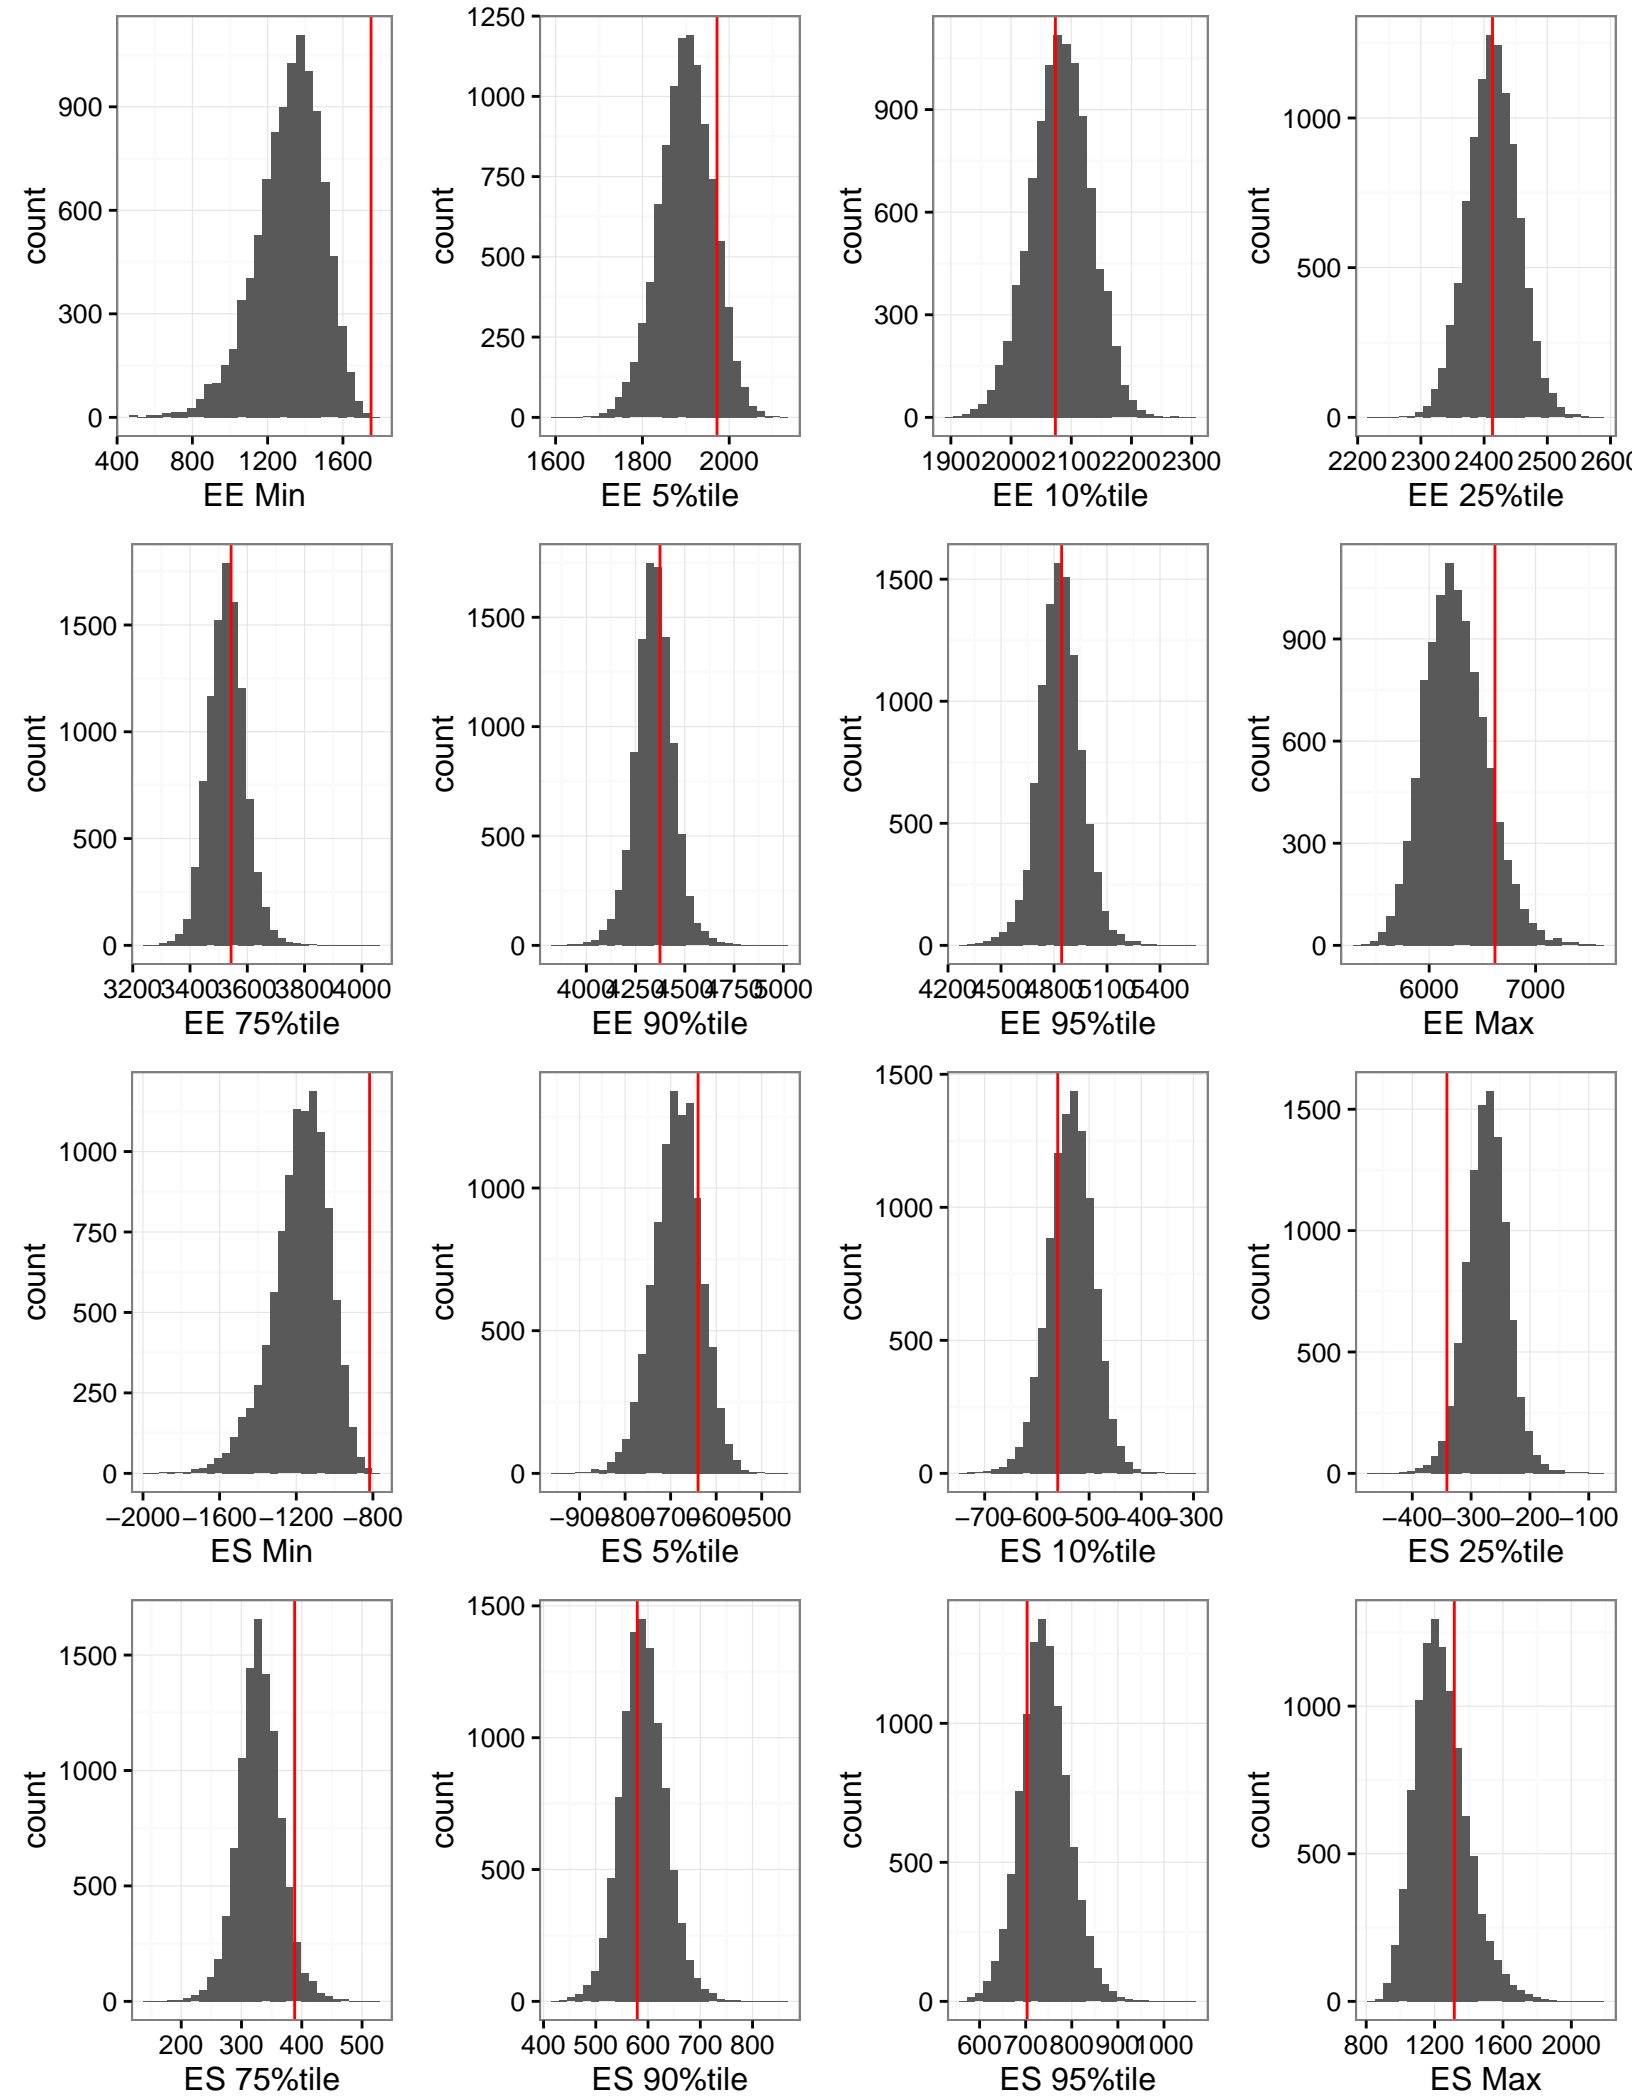 count
0
300
600
900
400 800 1200 1600
EE Min
count
0
250
500
750
1000
1250
1600 1800 2000
EE 5%tile
count
0
300
600
900
1900 2000 2100 2200 2300
EE 10%tile
count
0
500
1000
2200 2300 2400 2500 2600
EE 25%tile
count
0
500
1000
1500
3200 3400 3600 3800 4000
EE 75%tile
count
0
500
1000
1500
4000 4250 4500 4750 5000
EE 90%tile
count
0
500
1000
1500
4200 4500 4800 5100 5400
EE 95%tile
count
0
300
600
900
6000 7000
EE Max
count
0
250
500
750
1000
−2000 −1600 −1200 −800
ES Min
count
0
500
1000
−900 −800 −700 −600 −500
ES 5%tile
count
0
500
1000
1500
−700 −600 −500 −400 −300
ES 10%tile
count
0
500
1000
1500
−400 −300 −200 −100
ES 25%tile
count
0
500
1000
1500
200 300 400 500
ES 75%tile
count
0
500
1000
1500
400 500 600 700 800
ES 90%tile
count
0
500
1000
600 700 800 900 1000
ES 95%tile
count
0
500
1000
800 1200 1600 2000
ES Max